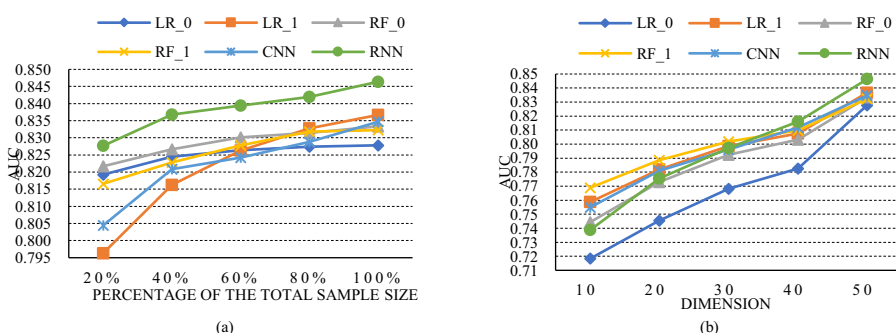 LR_0 LR_1 RF_0
RF_1 CNN RNN
0.850
0.845
0.840
0.835
0.830
0.825
0.820
0.815
0.810
0.805
0.800
0.795
AUC
20% 40% 60% 80% 100%
PERCENTAGE OF THE TOTAL SAMPLE SIZE
(a)
LR_0 LR_1 RF_0
RF_1 CNN RNN
0.85
0.84
0.83
0.82
0.81
0.80
0.79
0.78
0.77
0.76
0.75
0.74
0.73
0.72
0.71
AUC
10 20 30 40 50
DIMENSION
(b)